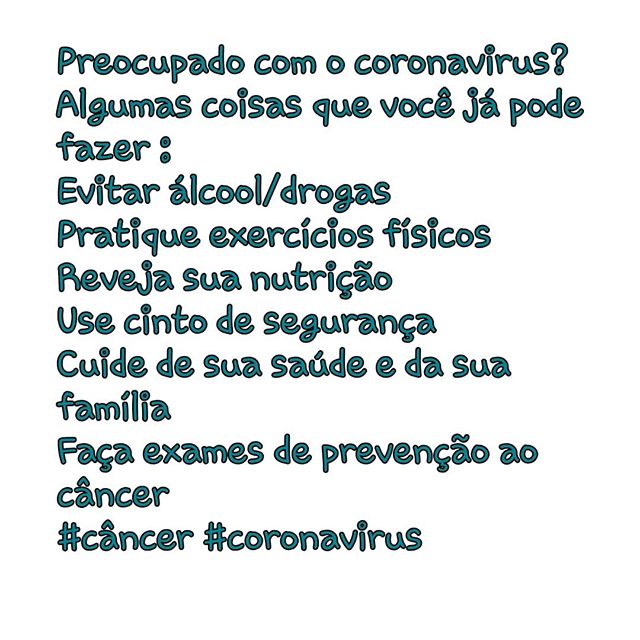 Preocupado com o coronavirus?
Algumas coisas que você já pode
fazer :
Evitar álcool/drogas
Pratique exercícios físicos
Reveja sua nutrição
Use cinto de segurança
Cuide de sua saúde e da sua
família
Faça exames de prevenção ao
câncer
#câncer #coronavirus